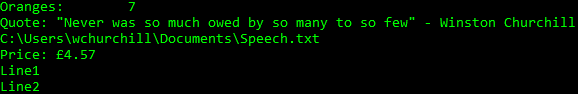 Oranges:        7
Quote: "Never was so much owed by so many to so few" - Winston Churchill
C:\Users\wchurchill\Documents\Speech.txt
Price: £4.57
Line1
Line2